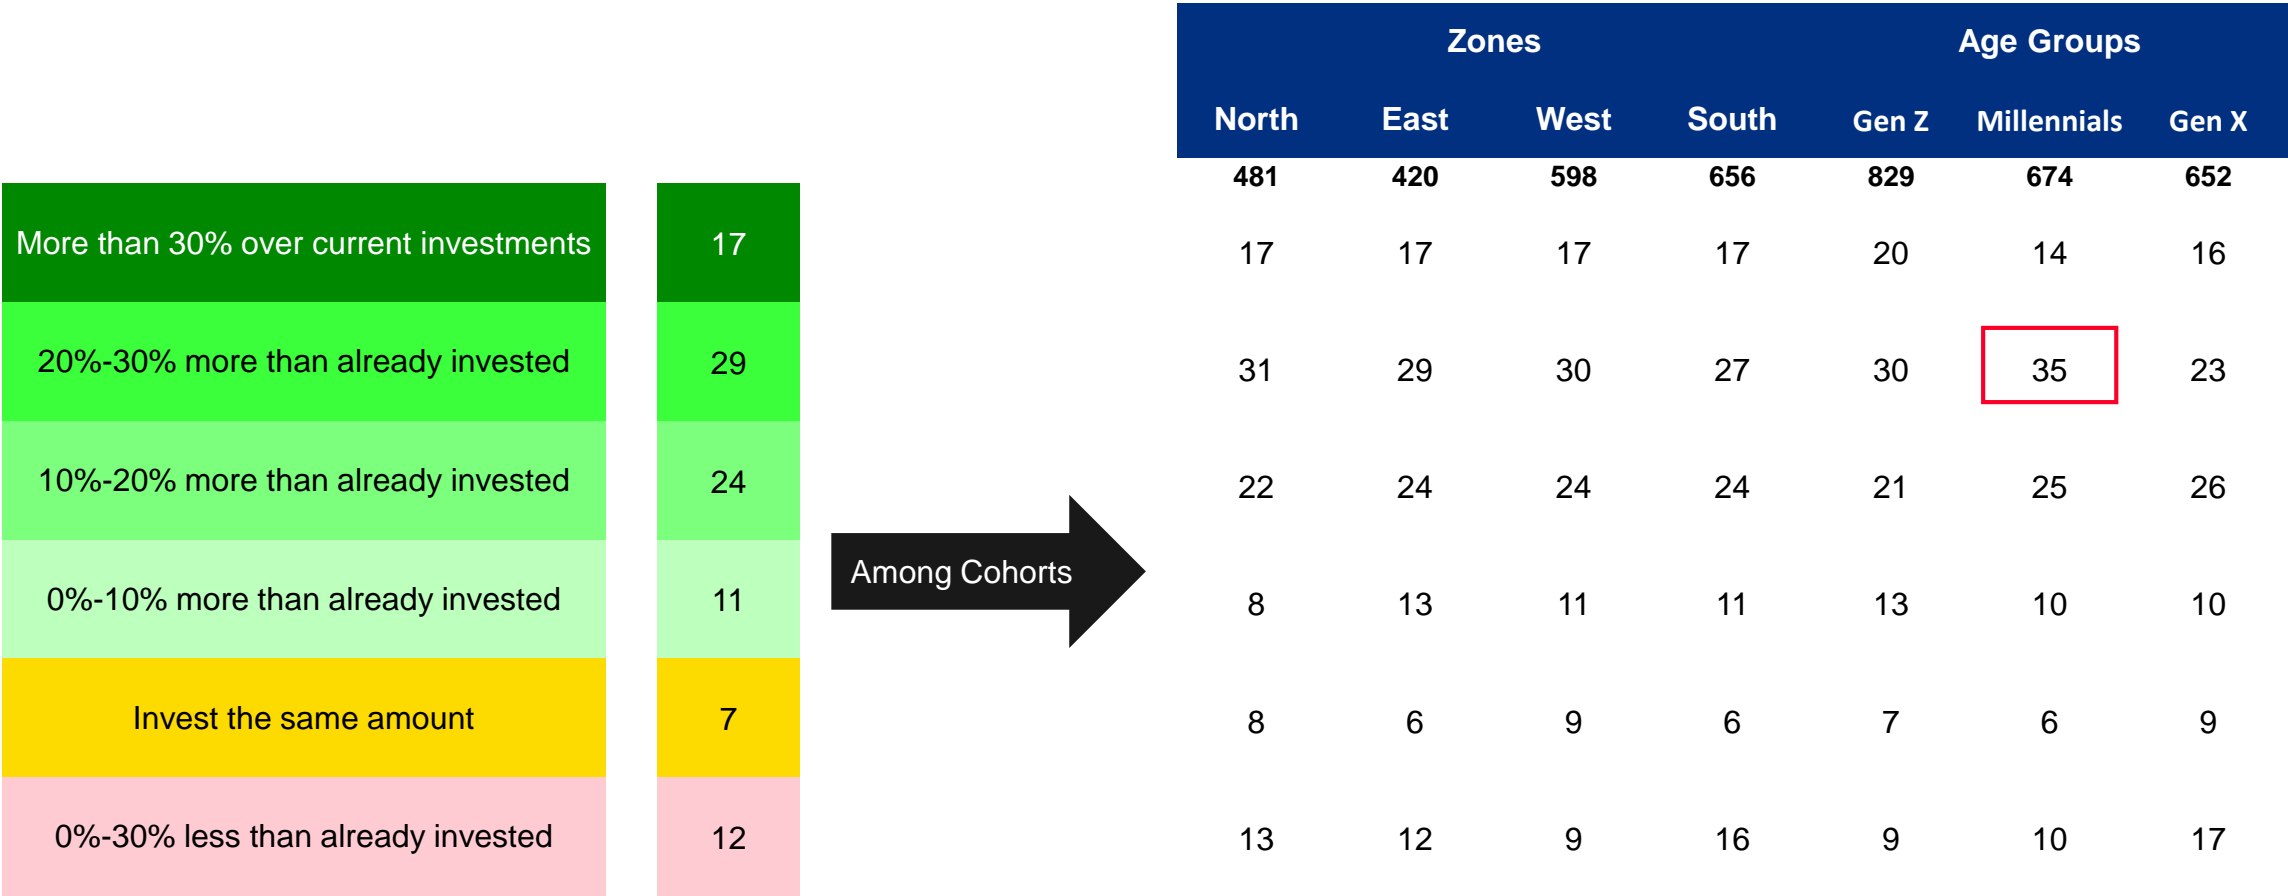 Zones Age Groups
North East West South Gen Z Millennials Gen X
481 420 598 656 829 674 652
More than 30% over current investments 17 17 17 17 17 20 14 16
20%-30% more than already invested 29 31 29 30 27 30 35 23
10%-20% more than already invested 24 22 24 24 24 21 25 26
Among Cohorts
0%-10% more than already invested 11 8 13 11 11 13 10 10
Invest the same amount 7 8 6 9 6 7 6 9
0%-30% less than already invested 12 13 12 9 16 9 10 17